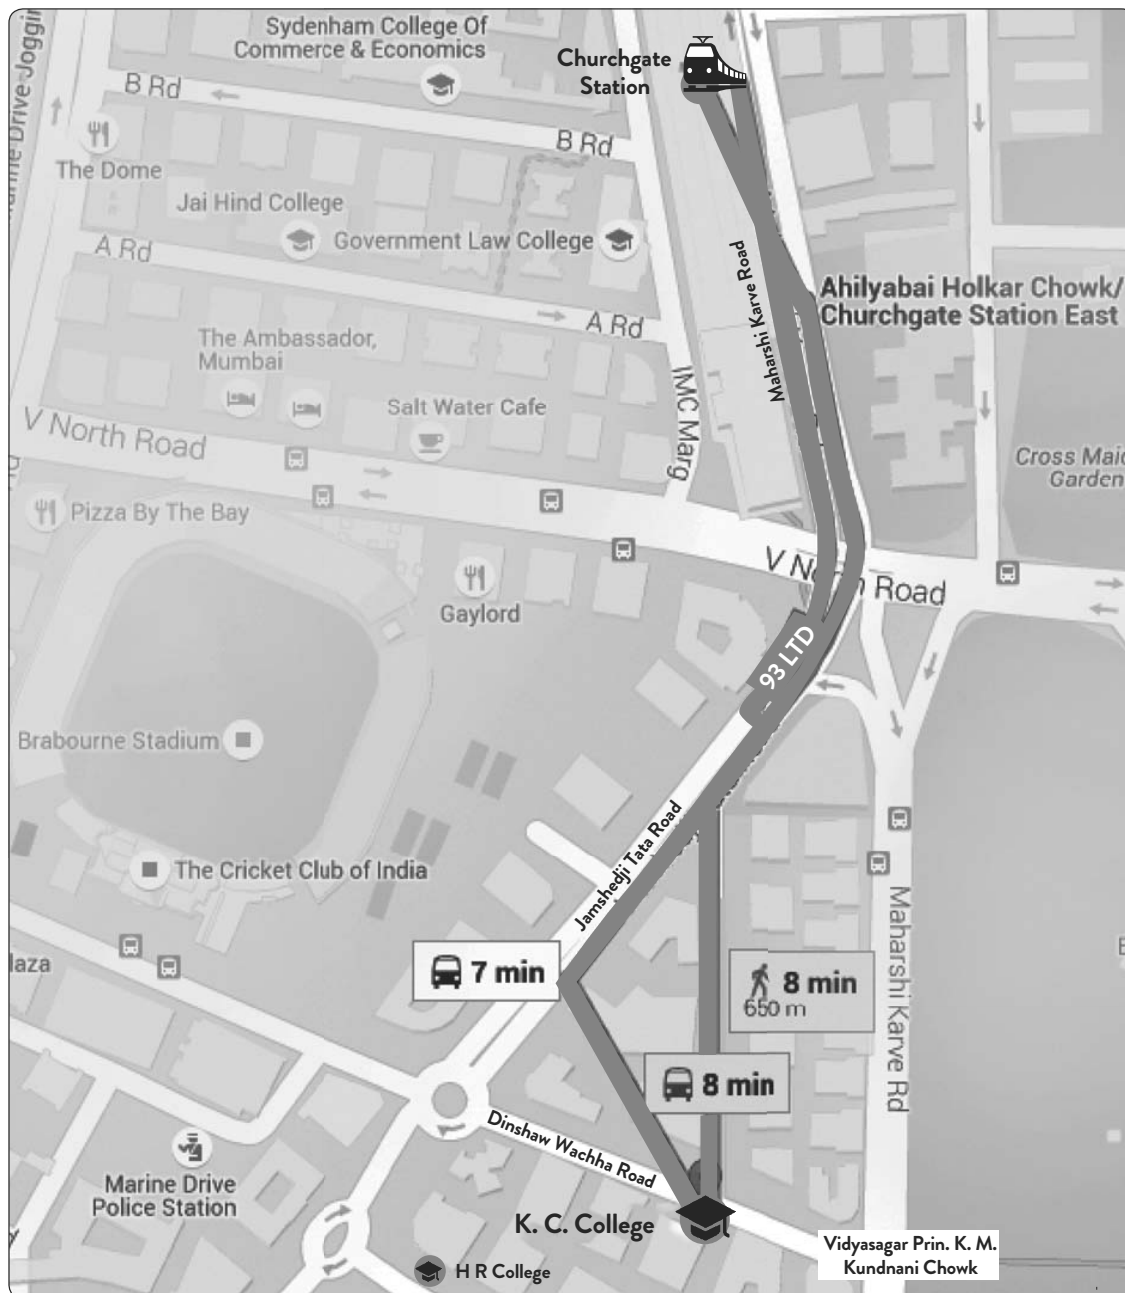 Sydenham College Of
Commerce & Economics
Churchgate
Station
B Rd
B Rd
The Dome
Jai Hind College
Government Law College
A Rd
A Rd
Maharshi Karve Road
Ahilyabai Holkar Chowk/
Churchgate Station East
The Ambassador,
Mumbai
IMC Marg
Salt Water Cafe
V North Road
Cross Maid
Garden
Pizza By The Bay
V North Road
Gaylord
93 LTD
Brabourne Stadium
Jamshedji Tata Road
The Cricket Club of India
Maharshi Karve Rd
laza
7 min
8 min
650 m
8 min
Dinshaw Wachha Road
Marine Drive
Police Station
K. C. College
Vidyasagar Prin. K. M.
Kundnani Chowk
H R College